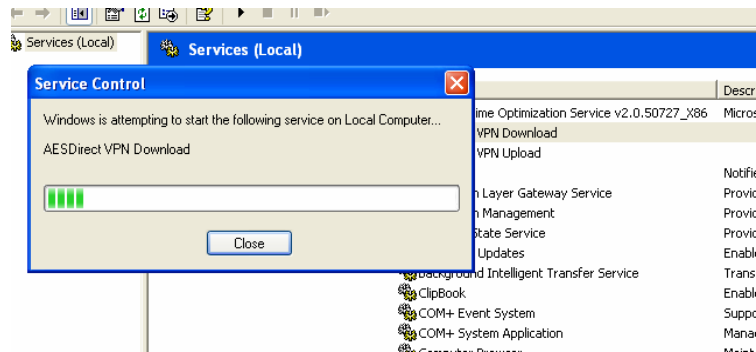 Services (Local)
Services (Local)
Service Control
Windows is attempting to start the following service on Local Computer...
AESDirect VPN Download
Close
Descr
ime Optimization Service v2.0.50727_X86 Micros
VPN Download
VPN Upload
Notifie
Layer Gateway Service Provid
Management Provid
State Service Provid
Updates Enable
Background Intelligent Transfer Service Trans
ClipBook Enable
COM+ Event System Suppo
COM+ System Application Manag